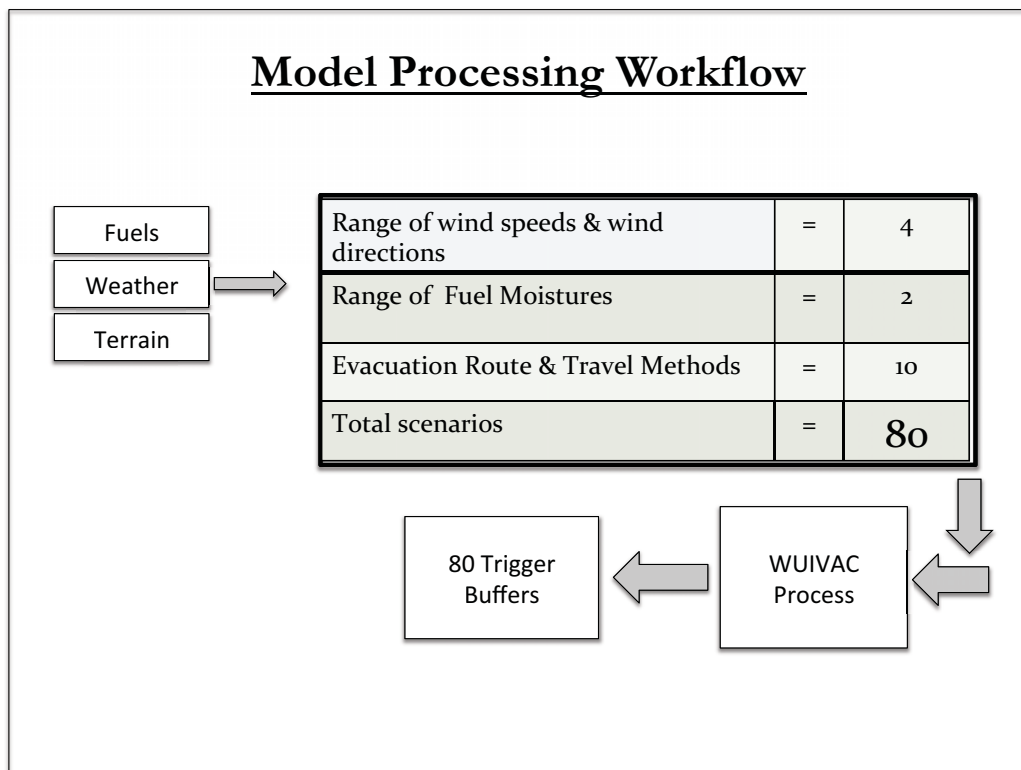 Model Processing Workflow
Fuels
Weather
Terrain
Range of wind speeds & wind = 4
directions
Range of Fuel Moistures = 2
Evacuation Route & Travel Methods = 10
Total scenarios = 80
80 Trigger
Buffers
WUIVAC
Process